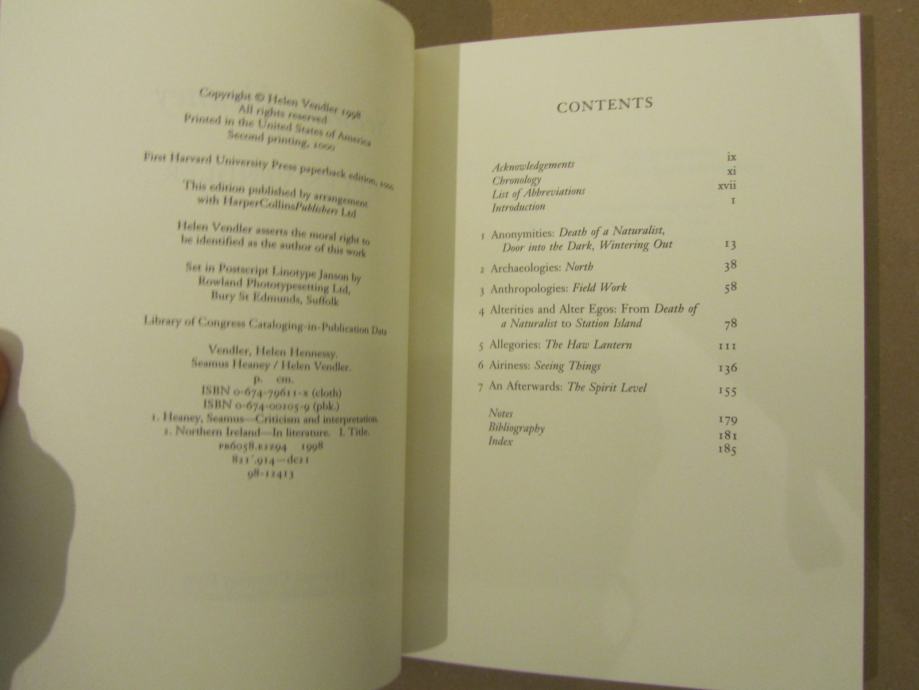 Copyright © Helen Vendler 1998
All rights reserved
Printed in the United States of America
Second printing,
First Harvard University Press paperback edition,
This edition published by arrangement
with HarperCollinsPublishers Ltd
Helen Vendler asserts the moral right to
be identified as the author of this work
Set in Postscript Linotype Janson by
Rowland Phototypesetting Ltd,
Bury St Edmunds, Suffolk
Library of Congress Cataloging-in-Publication Data
Vendler, Helen Hennessy.
Seamus Heaney / Helen Vendler.
p. cm.
ISBN 0-674-79611-x (cloth)
ISBN 0-674-00205-9 (pbk.)
1. Heaney, Seamus—Criticism and interpretation.
2. Northern Ireland—In literature. I. Title.
PR6058.E2Z94 1998
821'.914—dc21
98-12413
CONTENTS
Acknowledgements ix
Chronology xi
List of Abbreviations xvii
Introduction 1
1 Anonymities: Death of a Naturalist,
Door into the Dark, Wintering Out 13
2 Archaeologies: North 38
3 Anthropologies: Field Work 58
4 Alterities and Alter Egos: From Death of
a Naturalist to Station Island 78
5 Allegories: The Haw Lantern 111
6 Airiness: Seeing Things 136
7 An Afterwards: The Spirit Level 155
Notes 179
Bibliography 181
Index 185